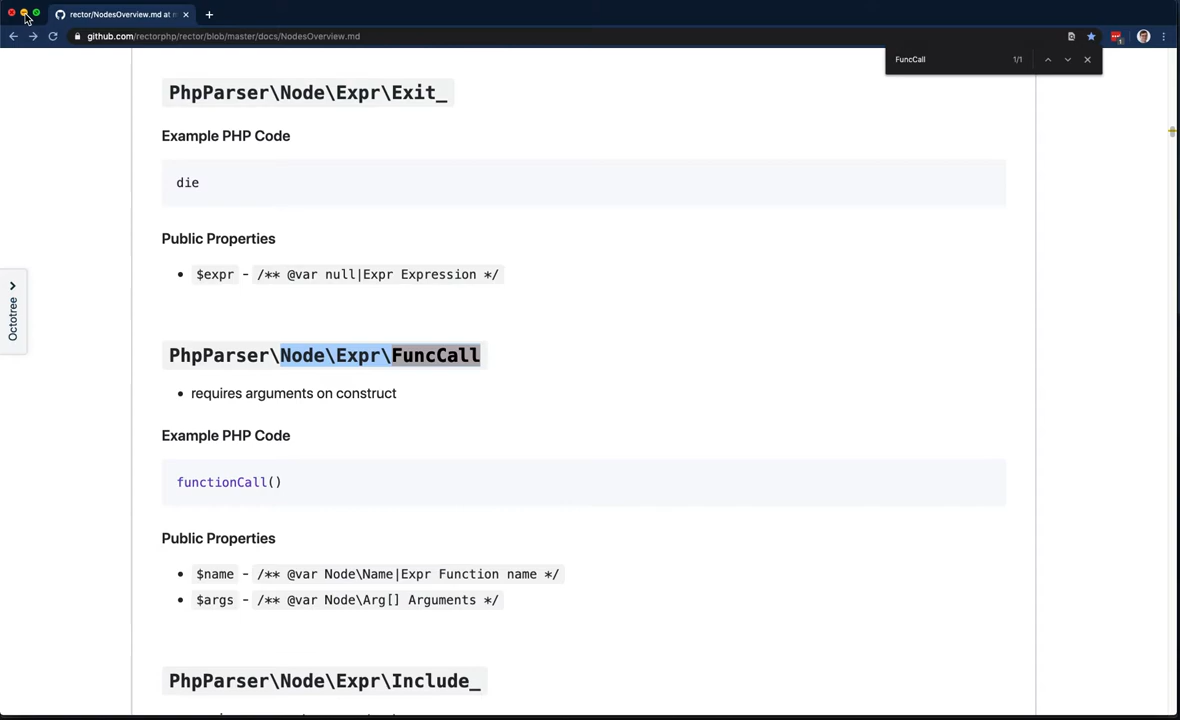 rector/NodesOverview.md at m
github.com/rectorphp/rector/blob/master/docs/NodesOverview.md
FuncCall
1/1
PhpParser\Node\Expr\Exit_
Example PHP Code
die
Public Properties
$expr - /** @var null|Expr Expression */
Octotree
PhpParser\Node\Expr\FuncCall
requires arguments on construct
Example PHP Code
functionCall()
Public Properties
$name - /** @var Node\Name|Expr Function name */
$args - /** @var Node\Arg[] Arguments */
PhpParser\Node\Expr\Include_